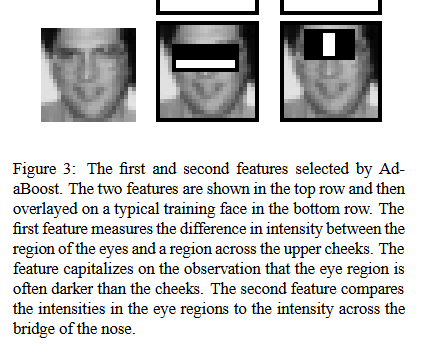 Figure 3: The first and second features selected by Ad-
aBoost. The two features are shown in the top row and then
overlayed on a typical training face in the bottom row. The
first feature measures the difference in intensity between the
region of the eyes and a region across the upper cheeks. The
feature capitalizes on the observation that the eye region is
often darker than the cheeks. The second feature compares
the intensities in the eye regions to the intensity across the
bridge of the nose.